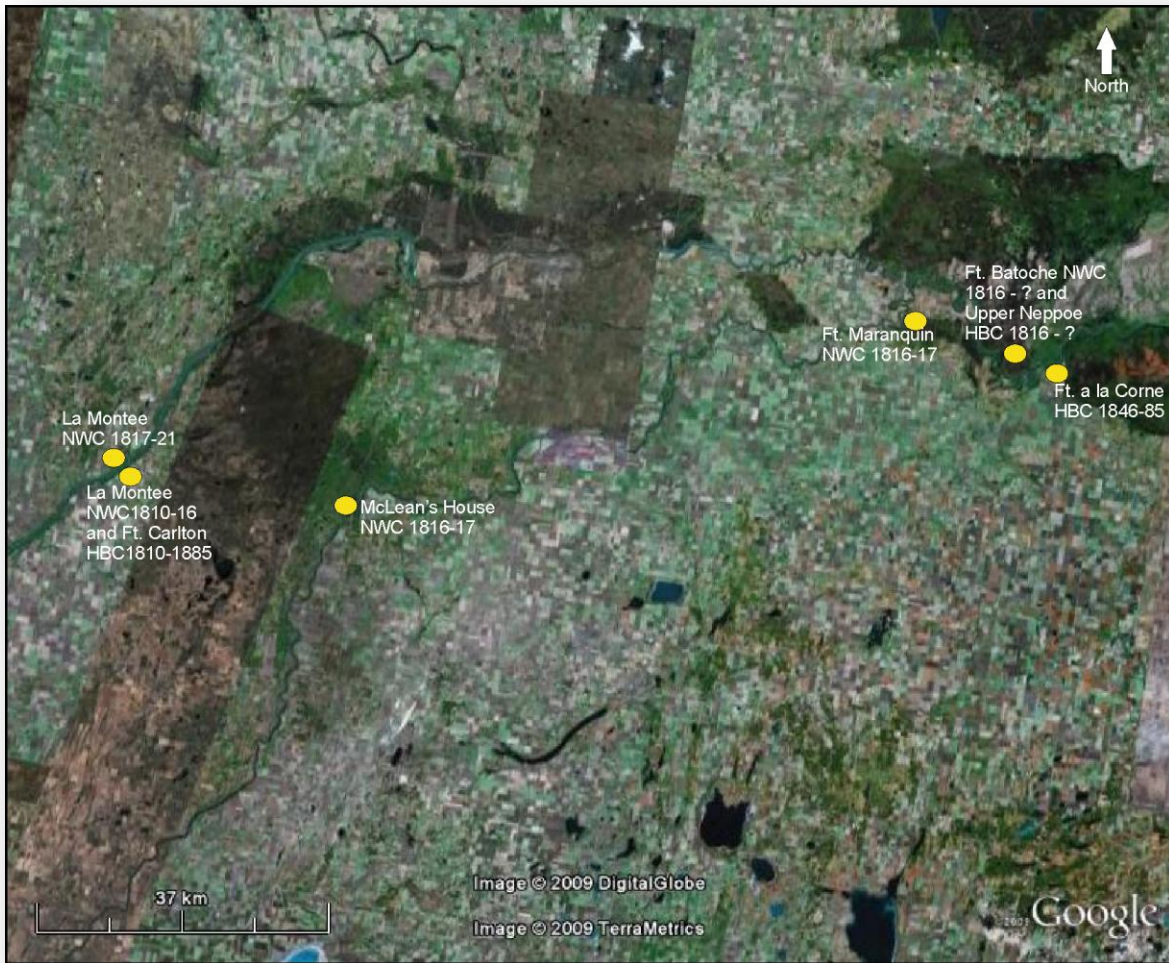 North
Ft. Batoche NWC
1816 - ? and
Upper Neppoe
HBC 1816 - ?
Ft. Maranquin
NWC 1816-17
Ft. a la Corne
HBC 1846-85
La Montee
NWC 1817-21
La Montee
NWC1810-16
and Ft. Carlton
HBC1810-1885
McLean's House
NWC 1816-17
37 km
Image © 2009 DigitalGlobe
Image © 2009 TerraMetrics
Google